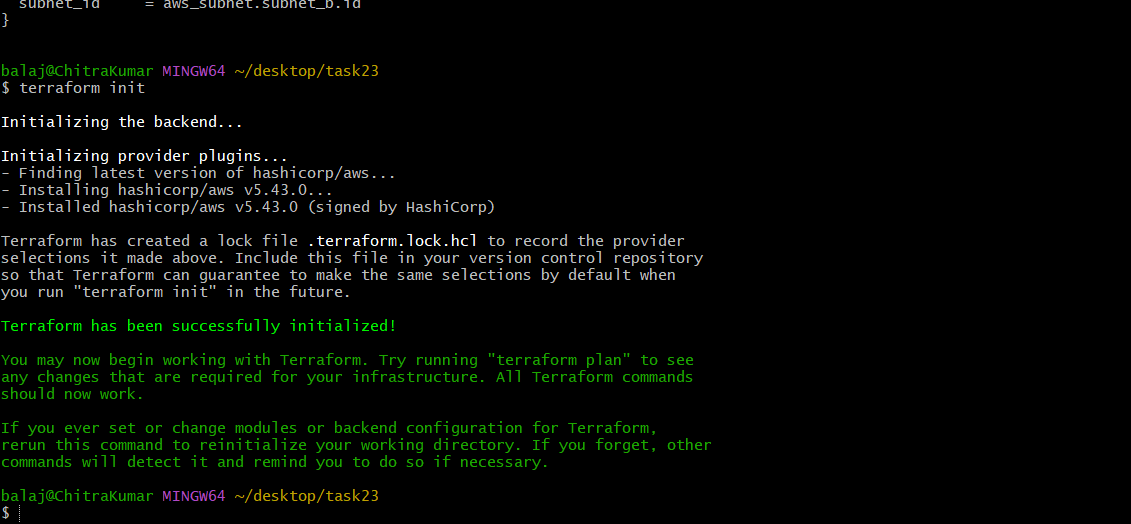 subnet_id     = aws_subnet.subnet_b.id
}
balaj@ChitraKumar MINGW64 ~/desktop/task23
$ terraform init
Initializing the backend...
Initializing provider plugins...
- Finding latest version of hashicorp/aws...
- Installing hashicorp/aws v5.43.0...
- Installed hashicorp/aws v5.43.0 (signed by HashiCorp)
Terraform has created a lock file .terraform.lock.hcl to record the provider
selections it made above. Include this file in your version control repository
so that Terraform can guarantee to make the same selections by default when
you run "terraform init" in the future.
Terraform has been successfully initialized!
You may now begin working with Terraform. Try running "terraform plan" to see
any changes that are required for your infrastructure. All Terraform commands
should now work.
If you ever set or change modules or backend configuration for Terraform,
rerun this command to reinitialize your working directory. If you forget, other
commands will detect it and remind you to do so if necessary.
balaj@ChitraKumar MINGW64 ~/desktop/task23
$